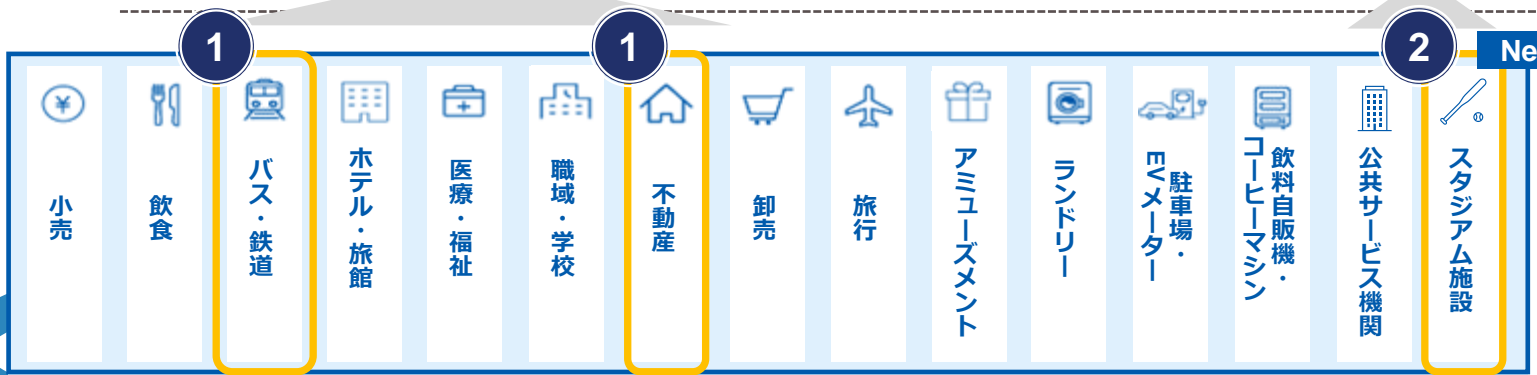 1
1
2
Ne
¥
小売
飲食
バス・鉄道
ホテル・旅館
医療・福祉
職域・学校
不動産
卸売
旅行
アミューズメント
ランドリー
駐車場・
EVメーター
飲料自販機・
コーヒーマシン
公共サービス機関
スタジアム施設